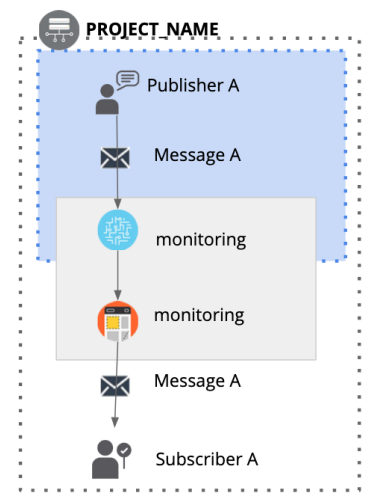 PROJECT_NAME
Publisher A
Message A
monitoring
monitoring
Message A
Subscriber A